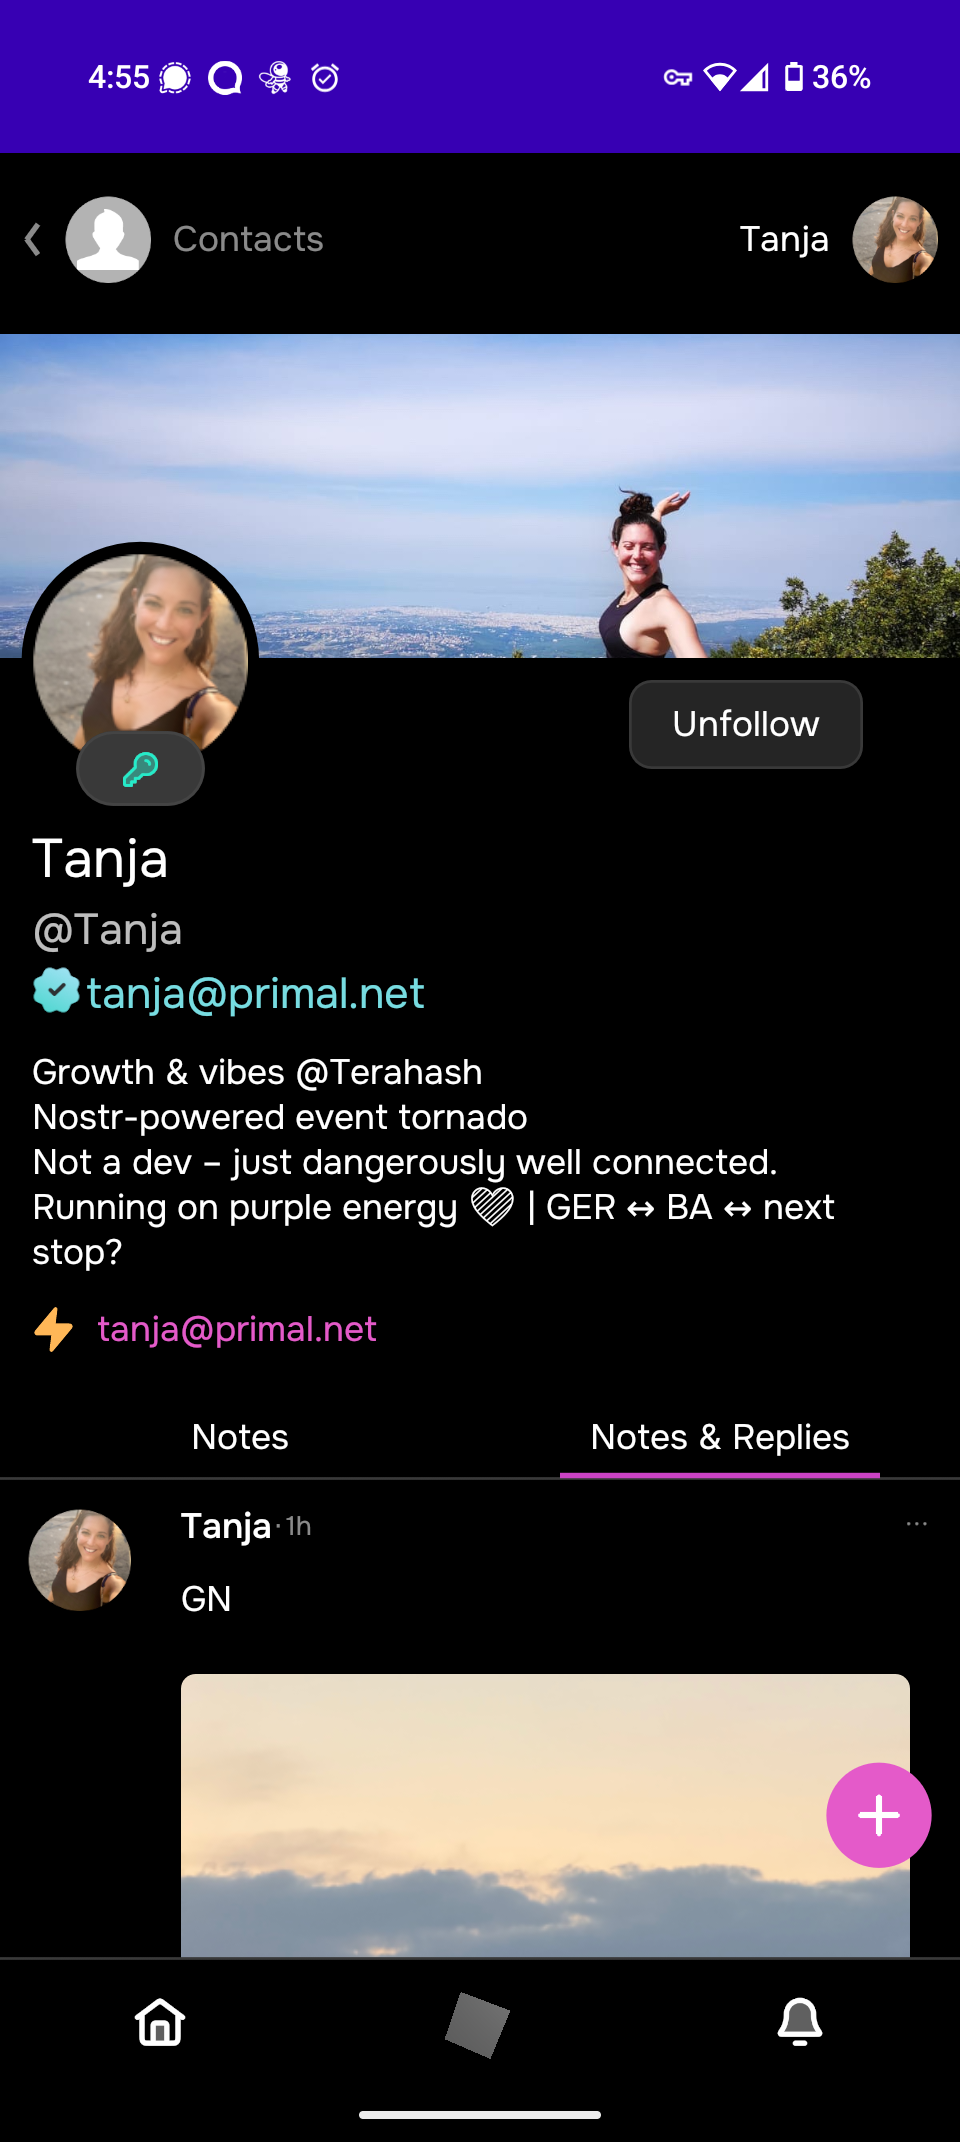 4:55
36%
Contacts
Tanja
Unfollow
Tanja
@Tanja
tanja@primal.net
Growth & vibes @Terahash
Nostr-powered event tornado
Not a dev – just dangerously well connected.
Running on purple energy 💜 | GER ↔ BA ↔ next
stop?
tanja@primal.net
Notes
Notes & Replies
Tanja · 1h
GN